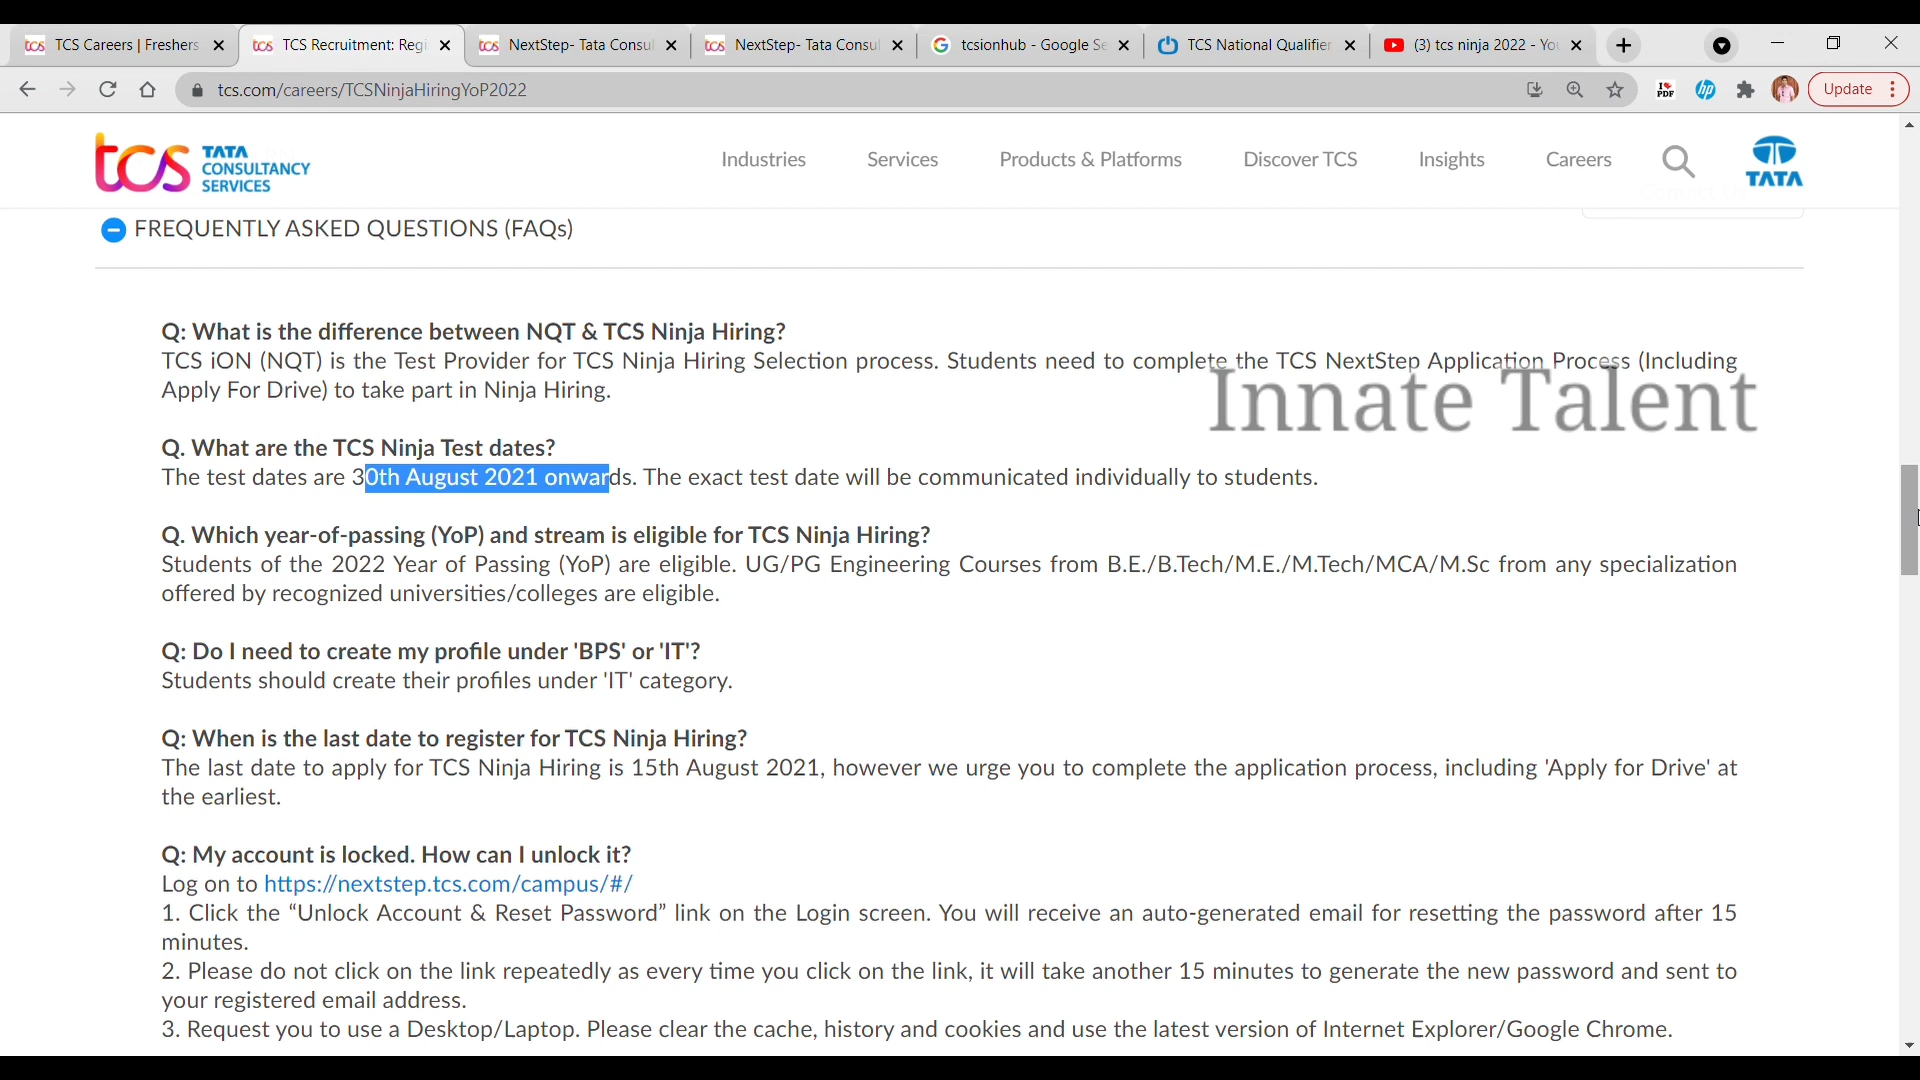 TCS Careers | Freshers
TCS Recruitment: Regi
NextStep- Tata Consul
NextStep- Tata Consul
tcsionhub - Google Se
TCS National Qualifier
(3) tcs ninja 2022 - You
tcs.com/careers/TCSNinjaHiringYoP2022
Update
tcs TATA CONSULTANCY SERVICES
Industries
Services
Products & Platforms
Discover TCS
Insights
Careers
TATA
FREQUENTLY ASKED QUESTIONS (FAQs)
Q: What is the difference between NQT & TCS Ninja Hiring?
TCS iON (NQT) is the Test Provider for TCS Ninja Hiring Selection process. Students need to complete the TCS NextStep Application Process (Including
Apply For Drive) to take part in Ninja Hiring.
Innate Talent
Q. What are the TCS Ninja Test dates?
The test dates are 30th August 2021 onwards. The exact test date will be communicated individually to students.
Q. Which year-of-passing (YoP) and stream is eligible for TCS Ninja Hiring?
Students of the 2022 Year of Passing (YoP) are eligible. UG/PG Engineering Courses from B.E./B.Tech/M.E./M.Tech/MCA/M.Sc from any specialization
offered by recognized universities/colleges are eligible.
Q: Do I need to create my profile under 'BPS' or 'IT'?
Students should create their profiles under 'IT' category.
Q: When is the last date to register for TCS Ninja Hiring?
The last date to apply for TCS Ninja Hiring is 15th August 2021, however we urge you to complete the application process, including 'Apply for Drive' at
the earliest.
Q: My account is locked. How can I unlock it?
Log on to https://nextstep.tcs.com/campus/#/
1. Click the “Unlock Account & Reset Password” link on the Login screen. You will receive an auto-generated email for resetting the password after 15
minutes.
2. Please do not click on the link repeatedly as every time you click on the link, it will take another 15 minutes to generate the new password and sent to
your registered email address.
3. Request you to use a Desktop/Laptop. Please clear the cache, history and cookies and use the latest version of Internet Explorer/Google Chrome.